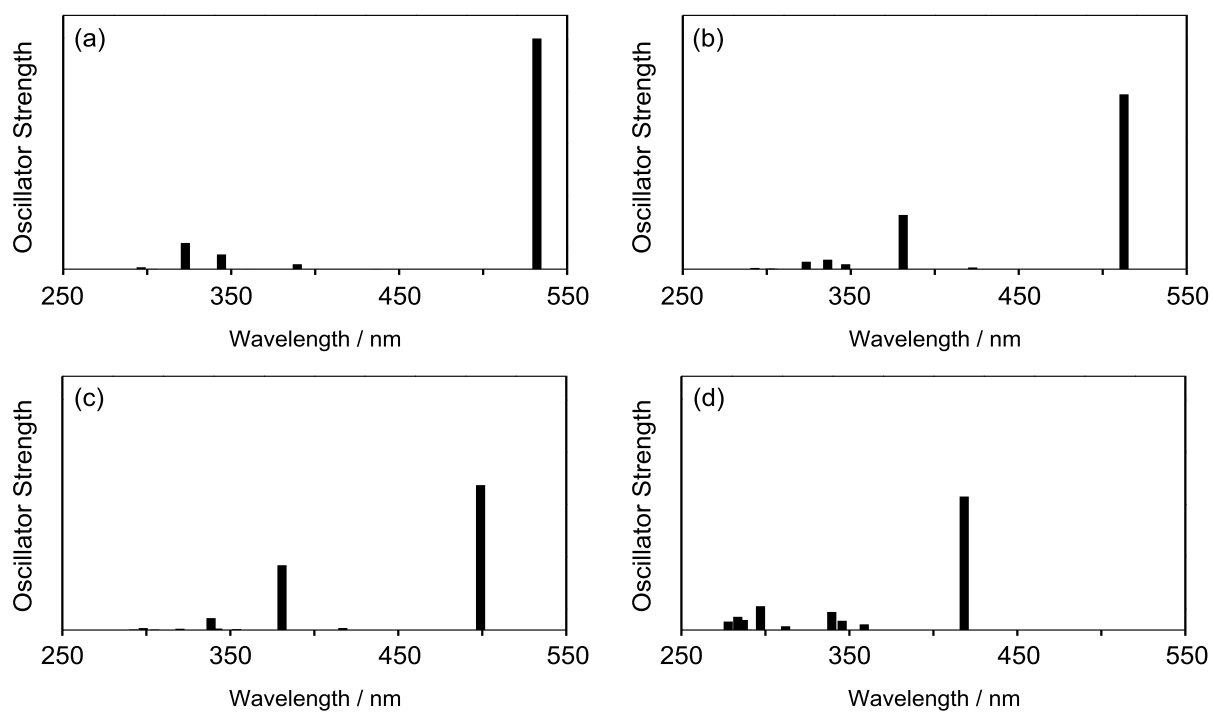 (a)
Oscillator Strength
250 350 450 550
Wavelength / nm
(b)
Oscillator Strength
250 350 450 550
Wavelength / nm
(c)
Oscillator Strength
250 350 450 550
Wavelength / nm
(d)
Oscillator Strength
250 350 450 550
Wavelength / nm